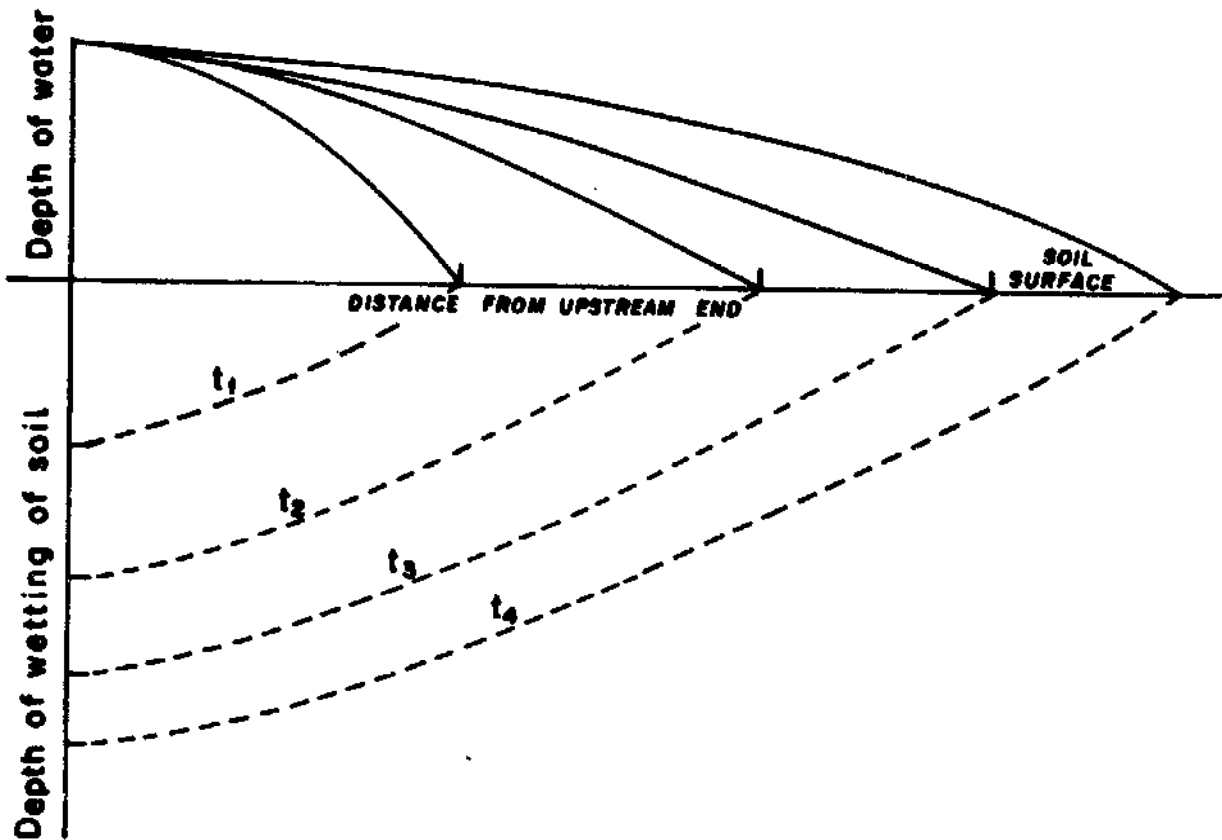 Depth of water
SOIL
SURFACE
DISTANCE FROM UPSTREAM END
t₁
t₂
t₃
t₄
Depth of wetting of soil